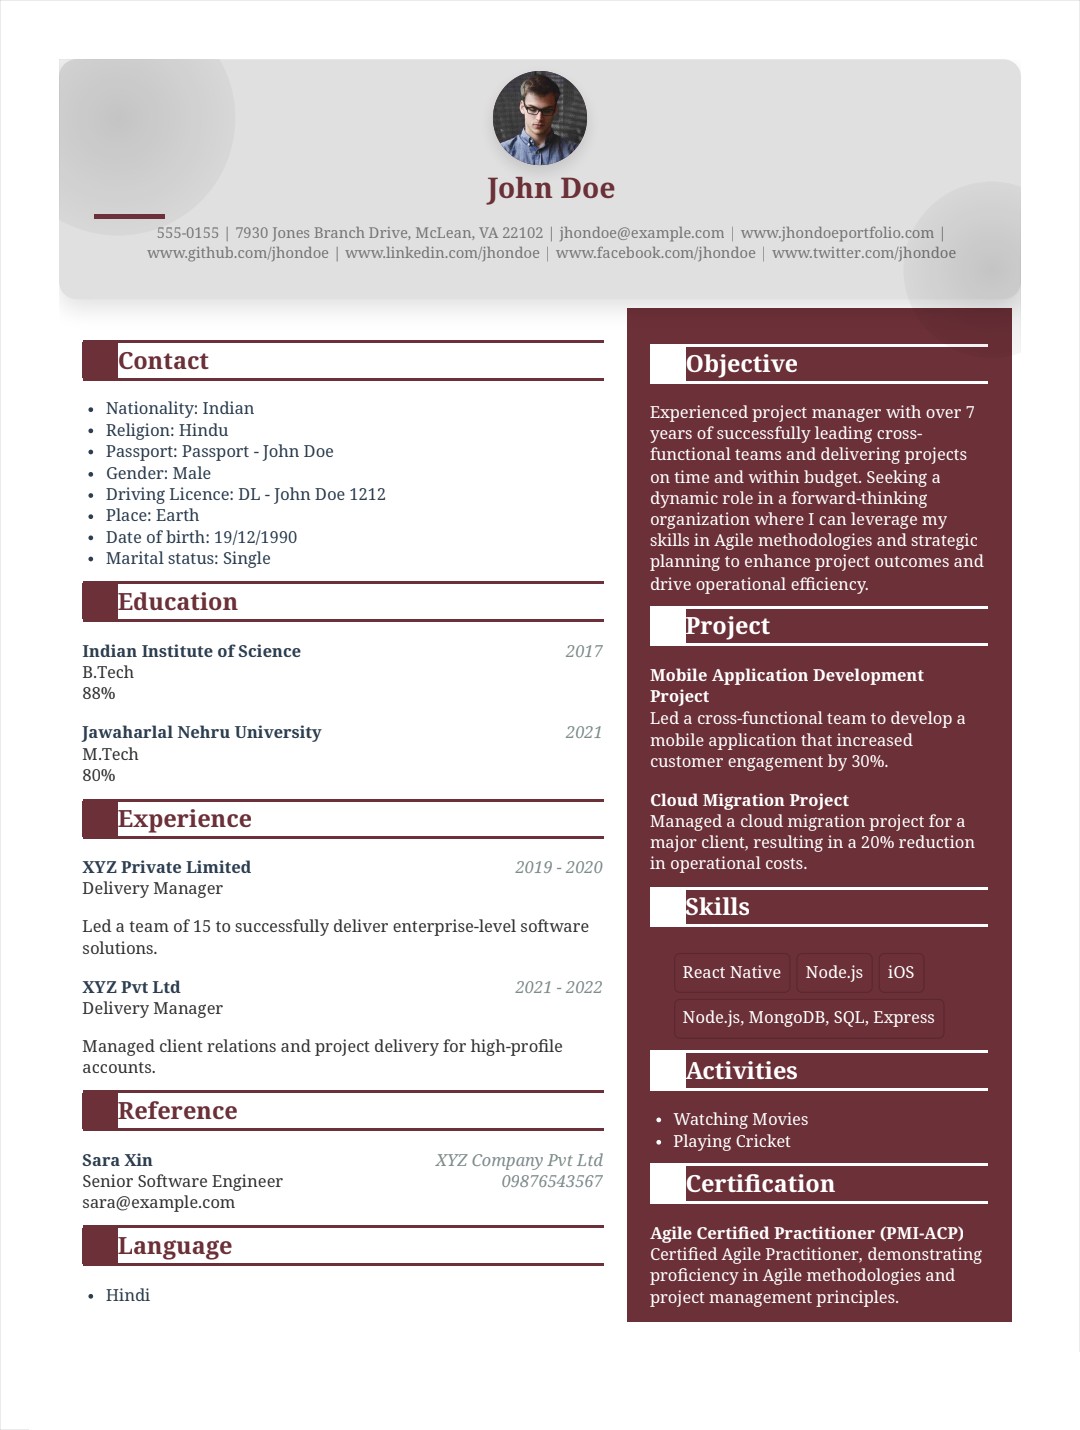 John Doe
555-0155 | 7930 Jones Branch Drive, McLean, VA 22102 | jhondoe@example.com | www.jhondoeportfolio.com |
www.github.com/jhondoe | www.linkedin.com/jhondoe | www.facebook.com/jhondoe | www.twitter.com/jhondoe
Contact
• Nationality: Indian
• Religion: Hindu
• Passport: Passport - John Doe
• Gender: Male
• Driving Licence: DL - John Doe 1212
• Place: Earth
• Date of birth: 19/12/1990
• Marital status: Single
Education
Indian Institute of Science 2017
B.Tech
88%
Jawaharlal Nehru University 2021
M.Tech
80%
Experience
XYZ Private Limited 2019 - 2020
Delivery Manager
Led a team of 15 to successfully deliver enterprise-level software
solutions.
XYZ Pvt Ltd 2021 - 2022
Delivery Manager
Managed client relations and project delivery for high-profile
accounts.
Reference
Sara Xin XYZ Company Pvt Ltd
Senior Software Engineer 09876543567
sara@example.com
Language
• Hindi
Objective
Experienced project manager with over 7
years of successfully leading cross-
functional teams and delivering projects
on time and within budget. Seeking a
dynamic role in a forward-thinking
organization where I can leverage my
skills in Agile methodologies and strategic
planning to enhance project outcomes and
drive operational efficiency.
Project
Mobile Application Development
Project
Led a cross-functional team to develop a
mobile application that increased
customer engagement by 30%.
Cloud Migration Project
Managed a cloud migration project for a
major client, resulting in a 20% reduction
in operational costs.
Skills
React Native Node.js iOS
Node.js, MongoDB, SQL, Express
Activities
• Watching Movies
• Playing Cricket
Certification
Agile Certified Practitioner (PMI-ACP)
Certified Agile Practitioner, demonstrating
proficiency in Agile methodologies and
project management principles.